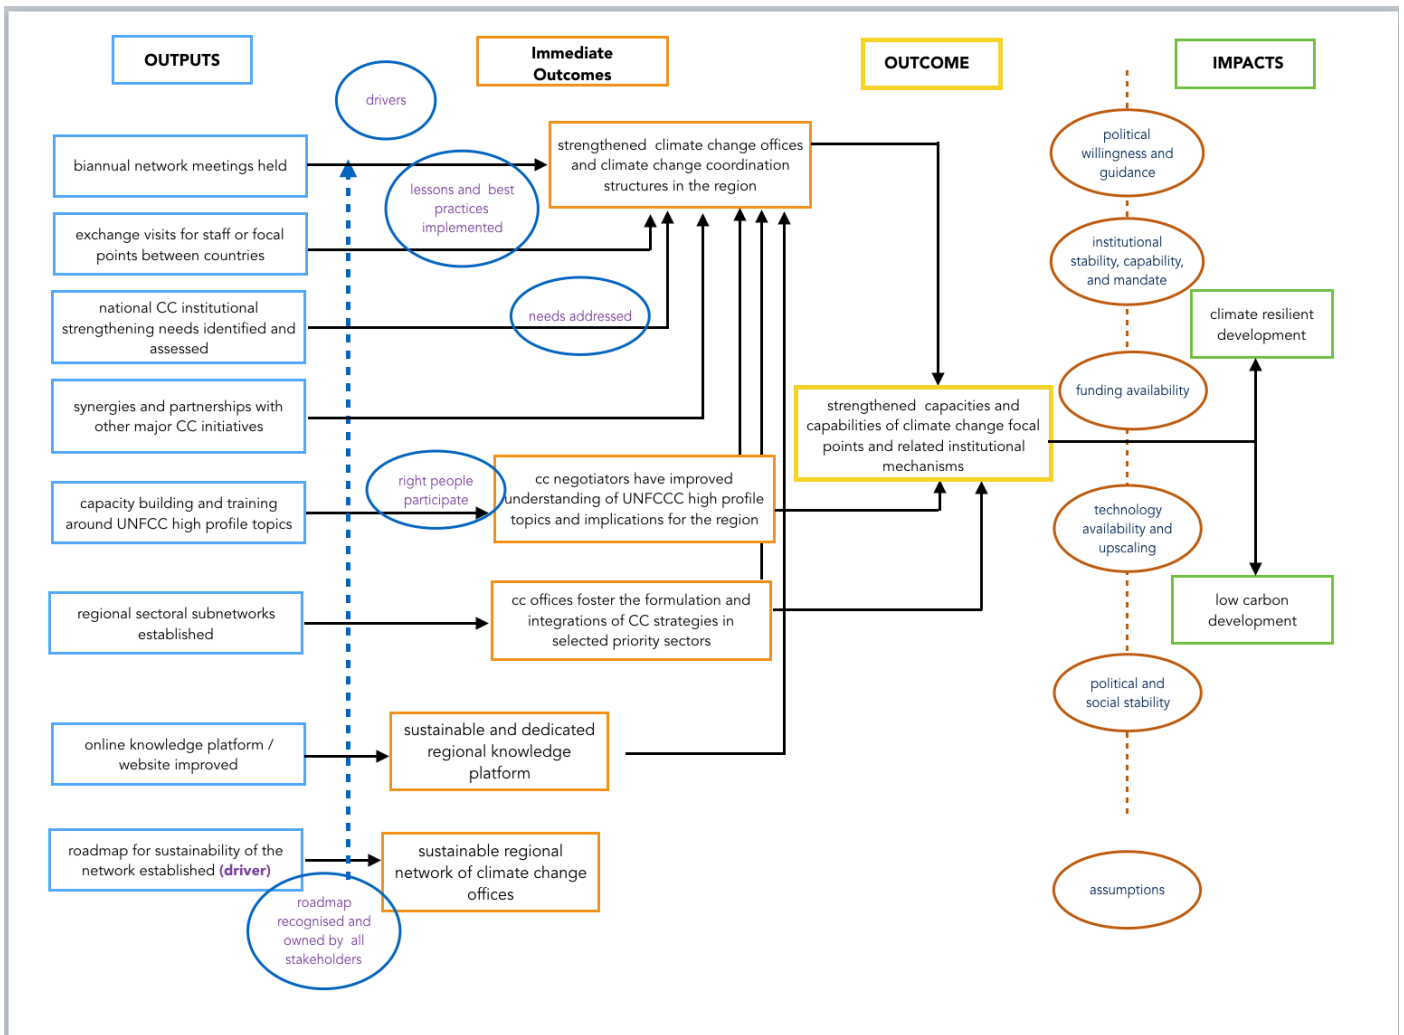 OUTPUTS
Immediate
Outcomes
OUTCOME
IMPACTS
drivers
biannual network meetings held
lessons and best
practices
implemented
strengthened climate change offices
and climate change coordination
structures in the region
political
willingness and
guidance
exchange visits for staff or focal
points between countries
institutional
stability, capability,
and mandate
national CC institutional
strengthening needs identified and
assessed
needs addressed
climate resilient
development
synergies and partnerships with
other major CC initiatives
funding availability
strengthened capacities and
capabilities of climate change focal
points and related institutional
mechanisms
capacity building and training
around UNFCC high profile topics
right people
participate
cc negotiators have improved
understanding of UNFCCC high profile
topics and implications for the region
technology
availability and
upscaling
regional sectoral subnetworks
established
cc offices foster the formulation and
integrations of CC strategies in
selected priority sectors
low carbon
development
political and
social stability
online knowledge platform /
website improved
sustainable and dedicated
regional knowledge
platform
roadmap for sustainability of the
network established (driver)
sustainable regional
network of climate change
offices
roadmap
recognised and
owned by all
stakeholders
assumptions